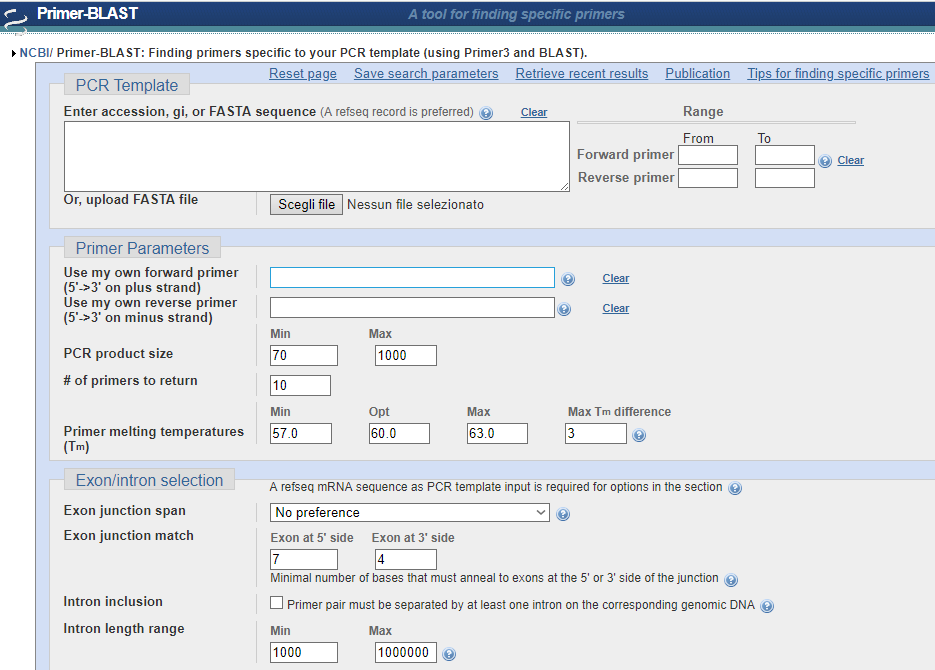 Primer-BLAST A tool for finding specific primers
NCBI/ Primer-BLAST: Finding primers specific to your PCR template (using Primer3 and BLAST).
Reset page Save search parameters Retrieve recent results Publication Tips for finding specific primers
PCR Template
Enter accession, gi, or FASTA sequence (A refseq record is preferred) Clear Range
From To
Forward primer Clear
Reverse primer
Or, upload FASTA file Scegli file Nessun file selezionato
Primer Parameters
Use my own forward primer
(5'->3' on plus strand) Clear
Use my own reverse primer
(5'->3' on minus strand) Clear
Min Max
PCR product size 70 1000
# of primers to return 10
Min Opt Max Max Tm difference
Primer melting temperatures
(Tm) 57.0 60.0 63.0 3
Exon/intron selection A refseq mRNA sequence as PCR template input is required for options in the section
Exon junction span No preference
Exon junction match Exon at 5' side Exon at 3' side
7 4
Minimal number of bases that must anneal to exons at the 5' or 3' side of the junction
Intron inclusion Primer pair must be separated by at least one intron on the corresponding genomic DNA
Intron length range Min Max
1000 1000000